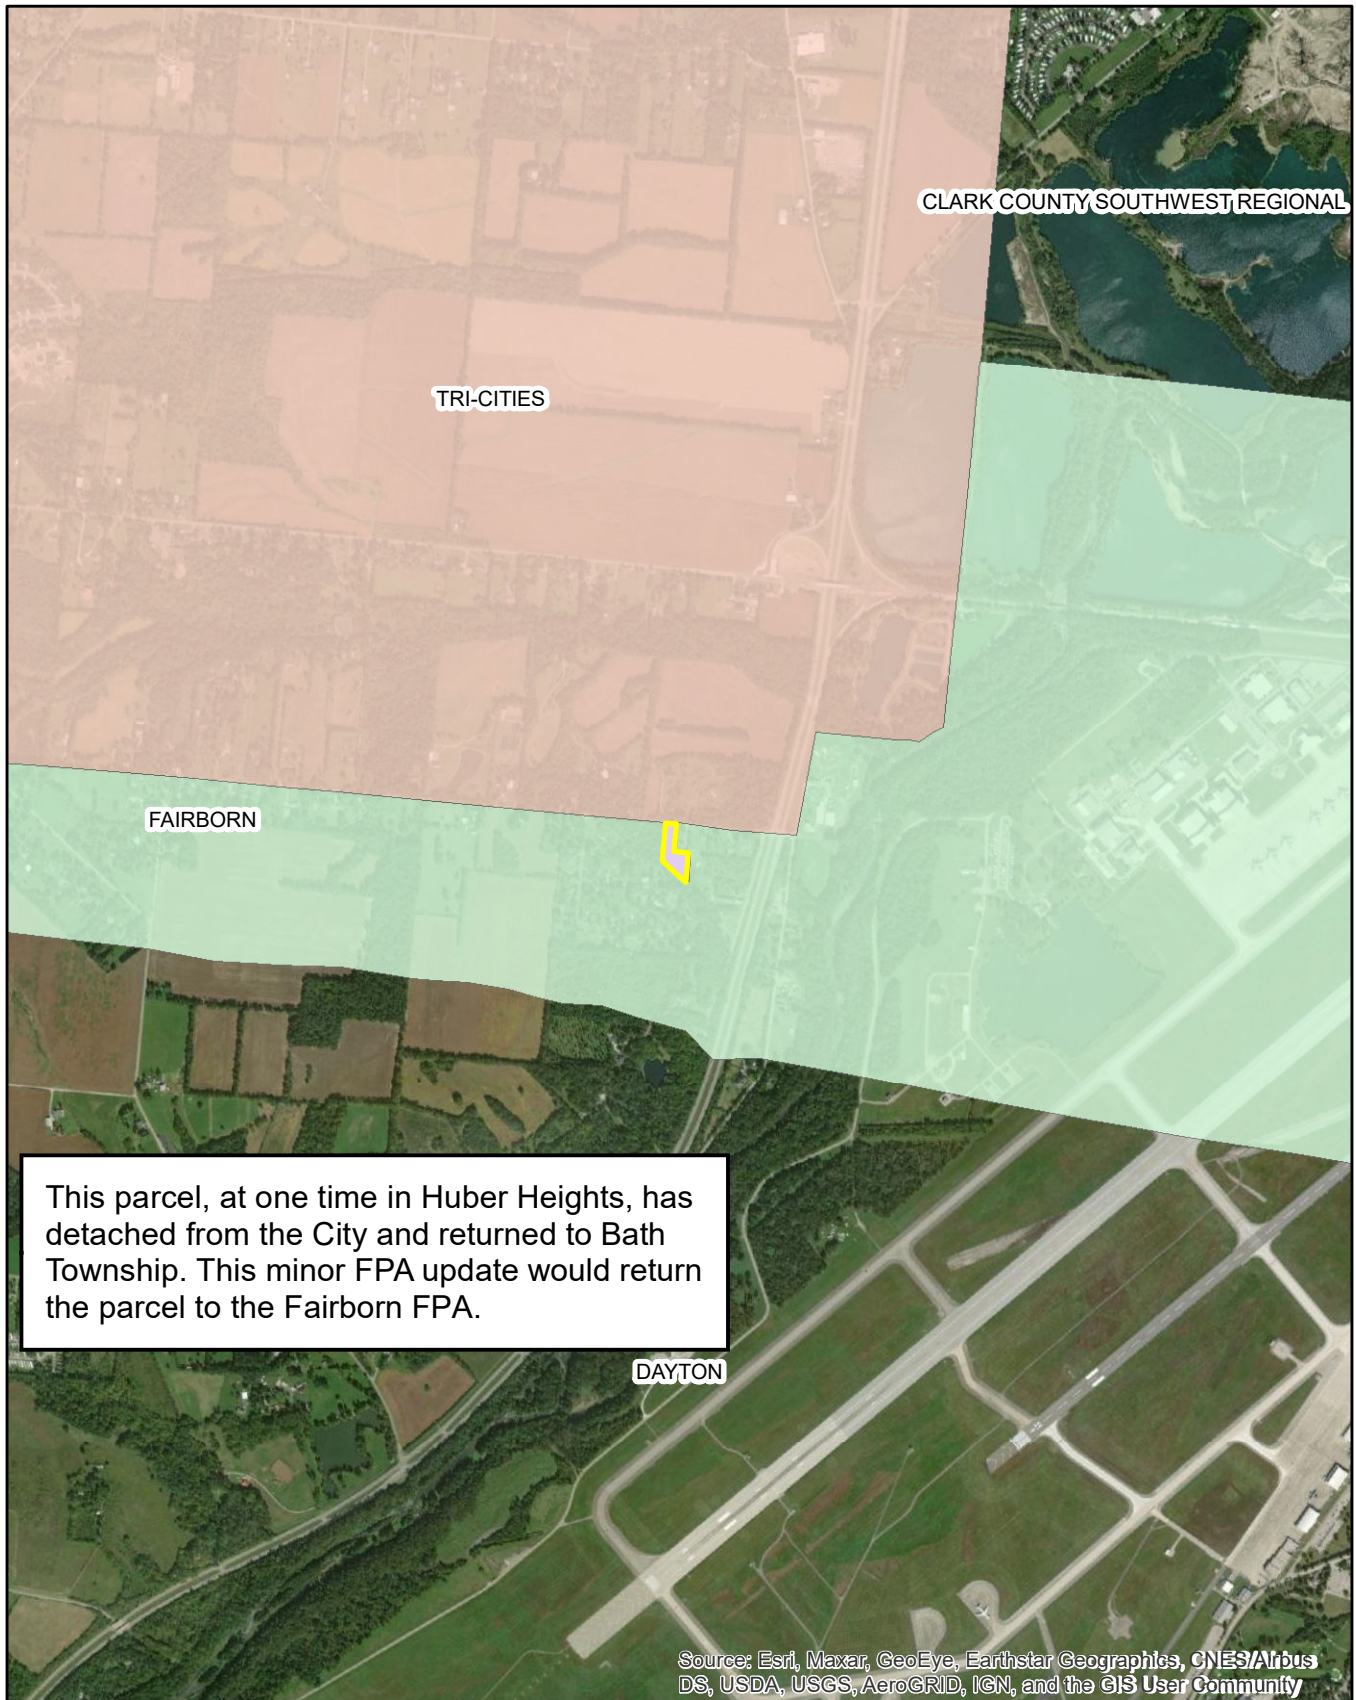 CLARK COUNTY SOUTHWEST REGIONAL
TRI-CITIES
FAIRBORN
This parcel, at one time in Huber Heights, has
detached from the City and returned to Bath
Township. This minor FPA update would return
the parcel to the Fairborn FPA.
DAYTON
Source: Esri, Maxar, GeoEye, Earthstar Geographics, CNES/Airbus
DS, USDA, USGS, AeroGRID, IGN, and the GIS User Community